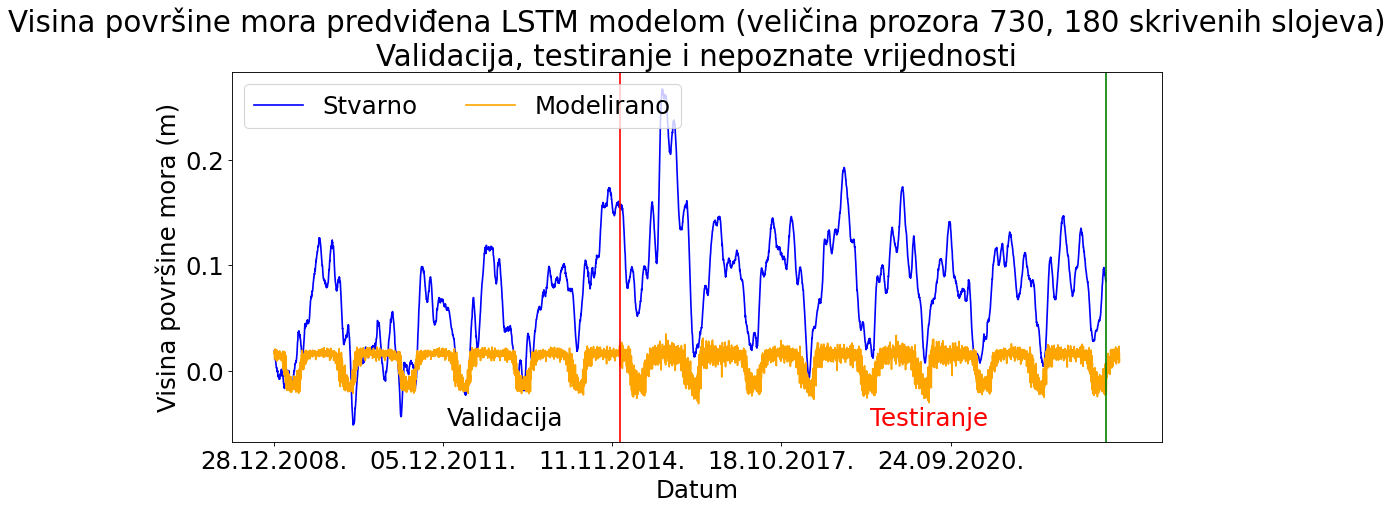 Visina površine mora predviđena LSTM modelom (veličina prozora 730, 180 skrivenih slojeva)
Validacija, testiranje i nepoznate vrijednosti
Stvarno Modelirano
Visina površine mora (m)
0.2
0.1
0.0
Validacija Testiranje
28.12.2008. 05.12.2011. 11.11.2014. 18.10.2017. 24.09.2020.
Datum